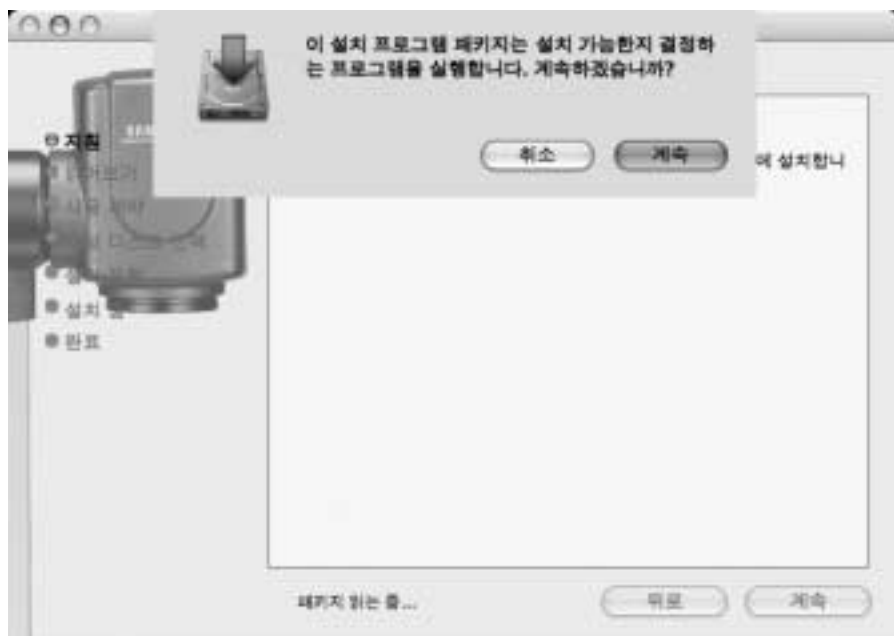 이 설치 프로그램 패키지는 설치 가능한지 결정하
는 프로그램을 실행합니다. 계속하겠습니까?
취소
계속
에 설치합니
설치
완료
패키지 읽는 중...
뒤로
계속